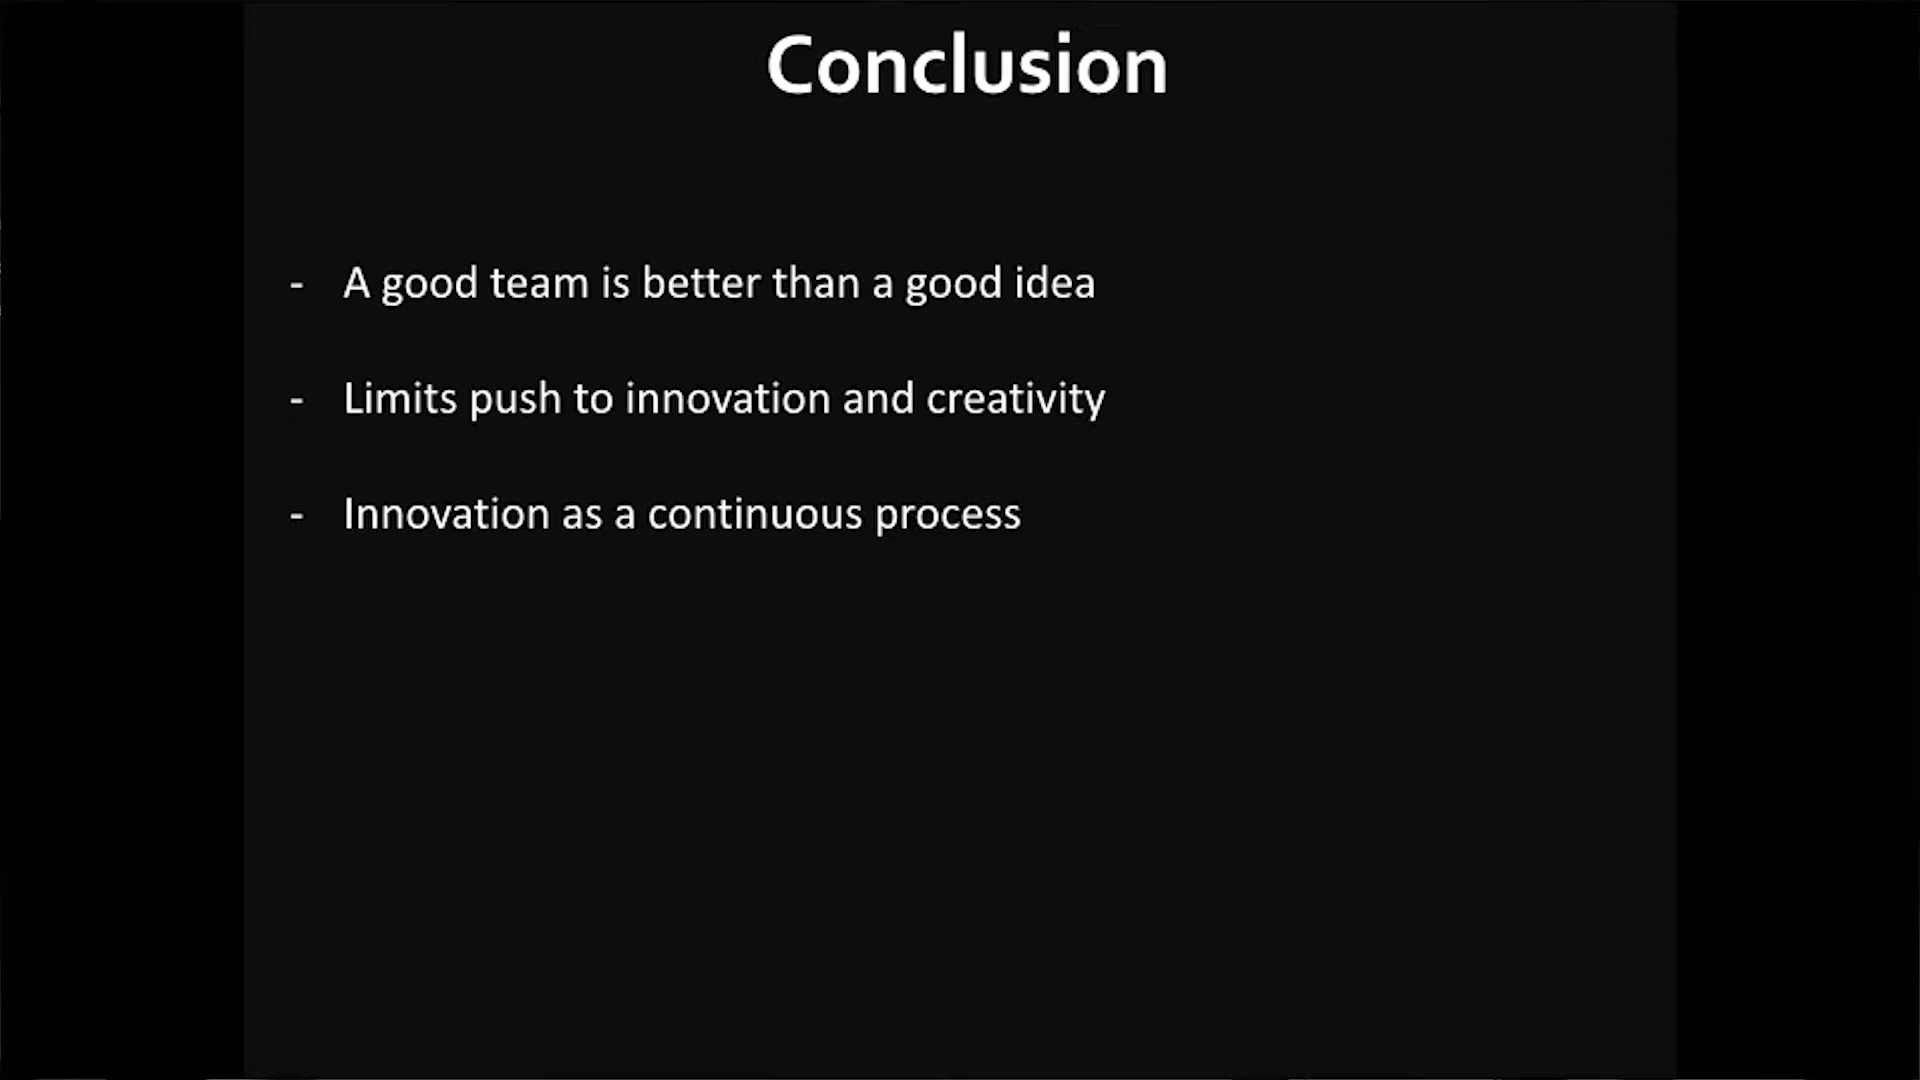 Conclusion
- A good team is better than a good idea
- Limits push to innovation and creativity
- Innovation as a continuous process